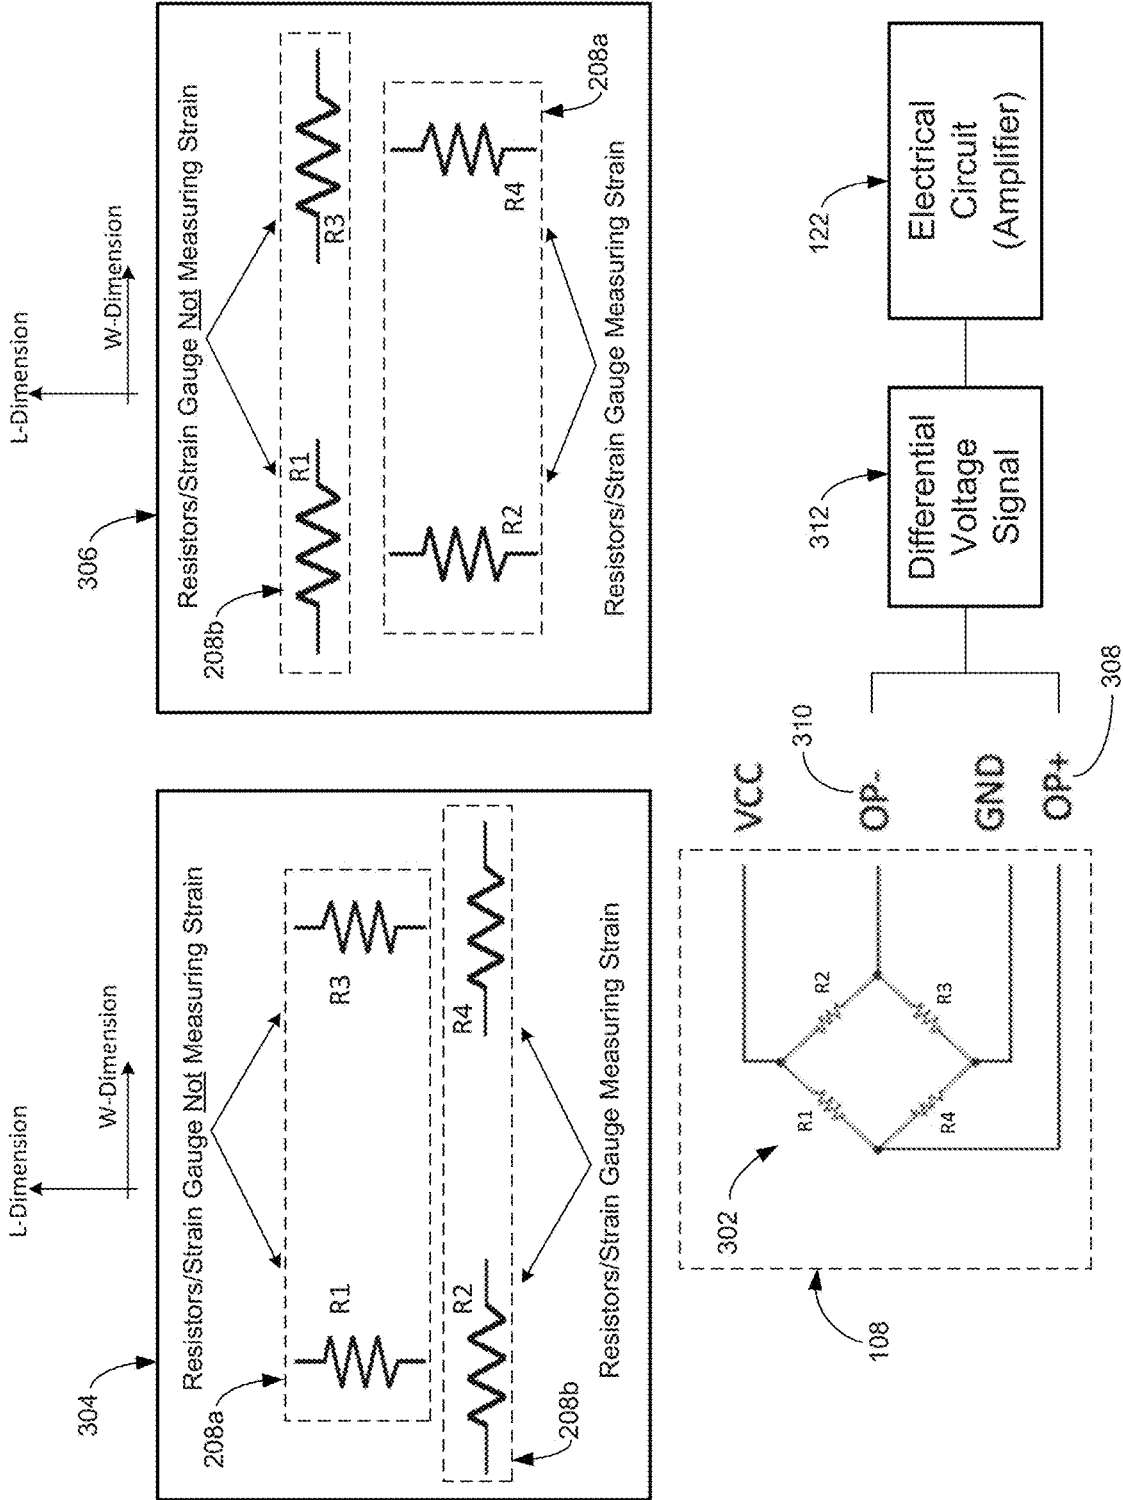 304
L-Dimension
W-Dimension
Resistors/Strain Gauge Not Measuring Strain
208a
R1
R3
R2
R4
208b
Resistors/Strain Gauge Measuring Strain
306
L-Dimension
W-Dimension
Resistors/Strain Gauge Not Measuring Strain
208b
R1
R3
R2
R4
208a
Resistors/Strain Gauge Measuring Strain
108
302
R1
R2
R4
R3
VCC
OP-
GND
OP+
310
308
312
Differential
Voltage
Signal
122
Electrical
Circuit
(Amplifier)